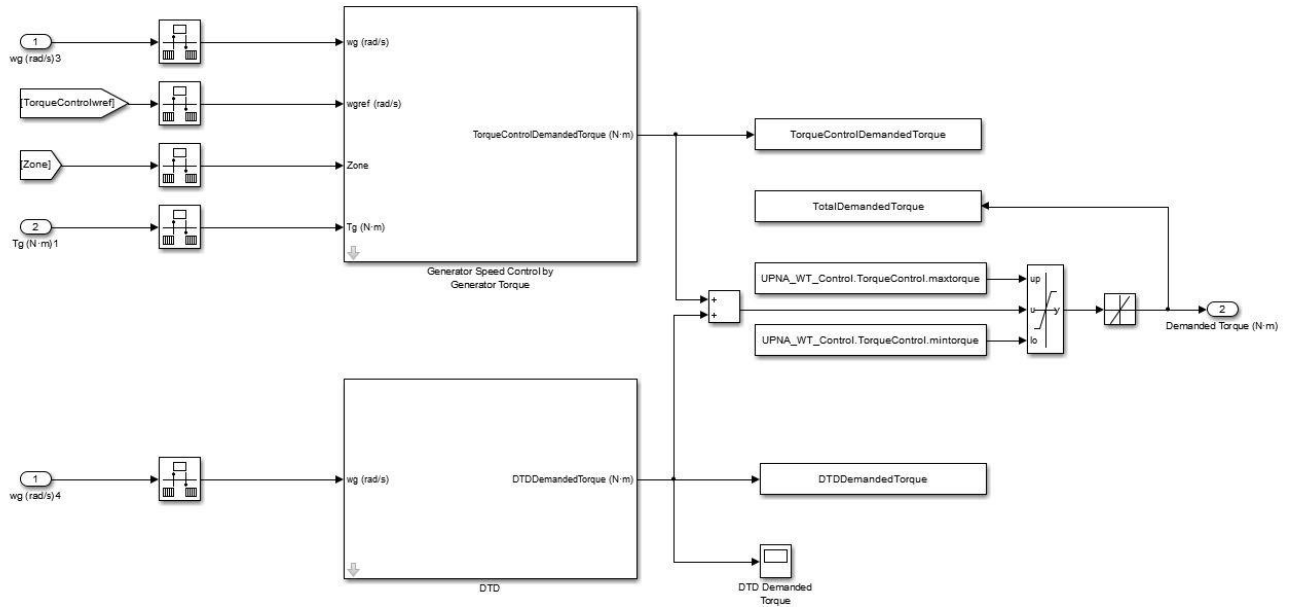 1
wg (rad/s)3
[TorqueControlwref]
[Zone]
2
Tg (N·m)1
wg (rad/s)
wgref (rad/s)
Zone
Tg (N·m)
TorqueControlDemandedTorque (N·m)
Generator Speed Control by
Generator Torque
TorqueControlDemandedTorque
TotalDemandedTorque
UPNA_WT_Control.TorqueControl.maxtorque
+
+
UPNA_WT_Control.TorqueControl.mintorque
up
u
y
lo
2
Demanded Torque (N·m)
1
wg (rad/s)4
wg (rad/s)
DTDDemandedTorque (N·m)
DTD
DTDDemandedTorque
DTD Demanded
Torque